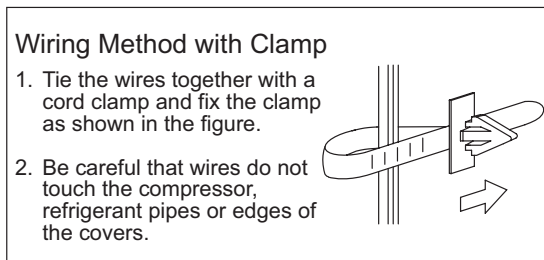 Wiring Method with Clamp
1. Tie the wires together with a
cord clamp and fix the clamp
as shown in the figure.
2. Be careful that wires do not
touch the compressor,
refrigerant pipes or edges of
the covers.